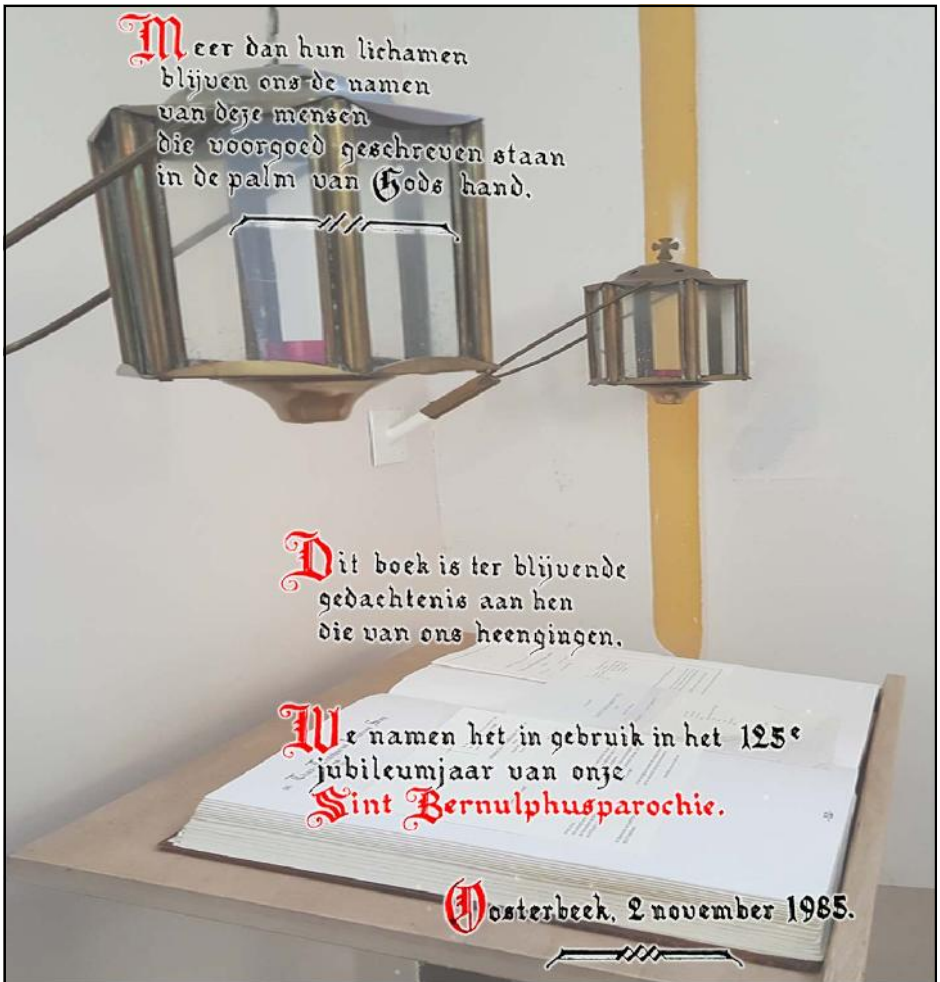 Meer dan hun lichamen
blijven ons de namen
van deze mensen
die voorgoed geschreven staan
in de palm van Gods hand.
Dit boek is ter blijvende
gedachtenis aan hen
die van ons heengingen.
We namen het in gebruik in het 125e
jubileumjaar van onze
Sint Bernulphusparochie.
Oosterbeek, 2 november 1985.